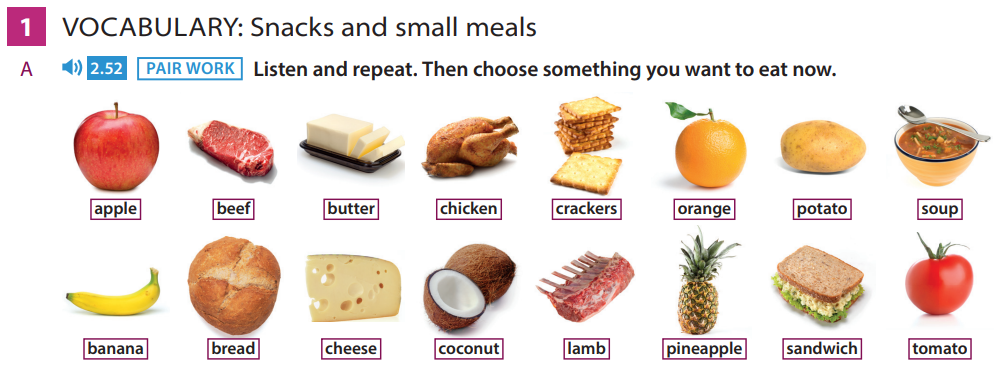 1 VOCABULARY: Snacks and small meals
A 2.52 PAIR WORK Listen and repeat. Then choose something you want to eat now.
apple beef butter chicken crackers orange potato soup
banana bread cheese coconut lamb pineapple sandwich tomato